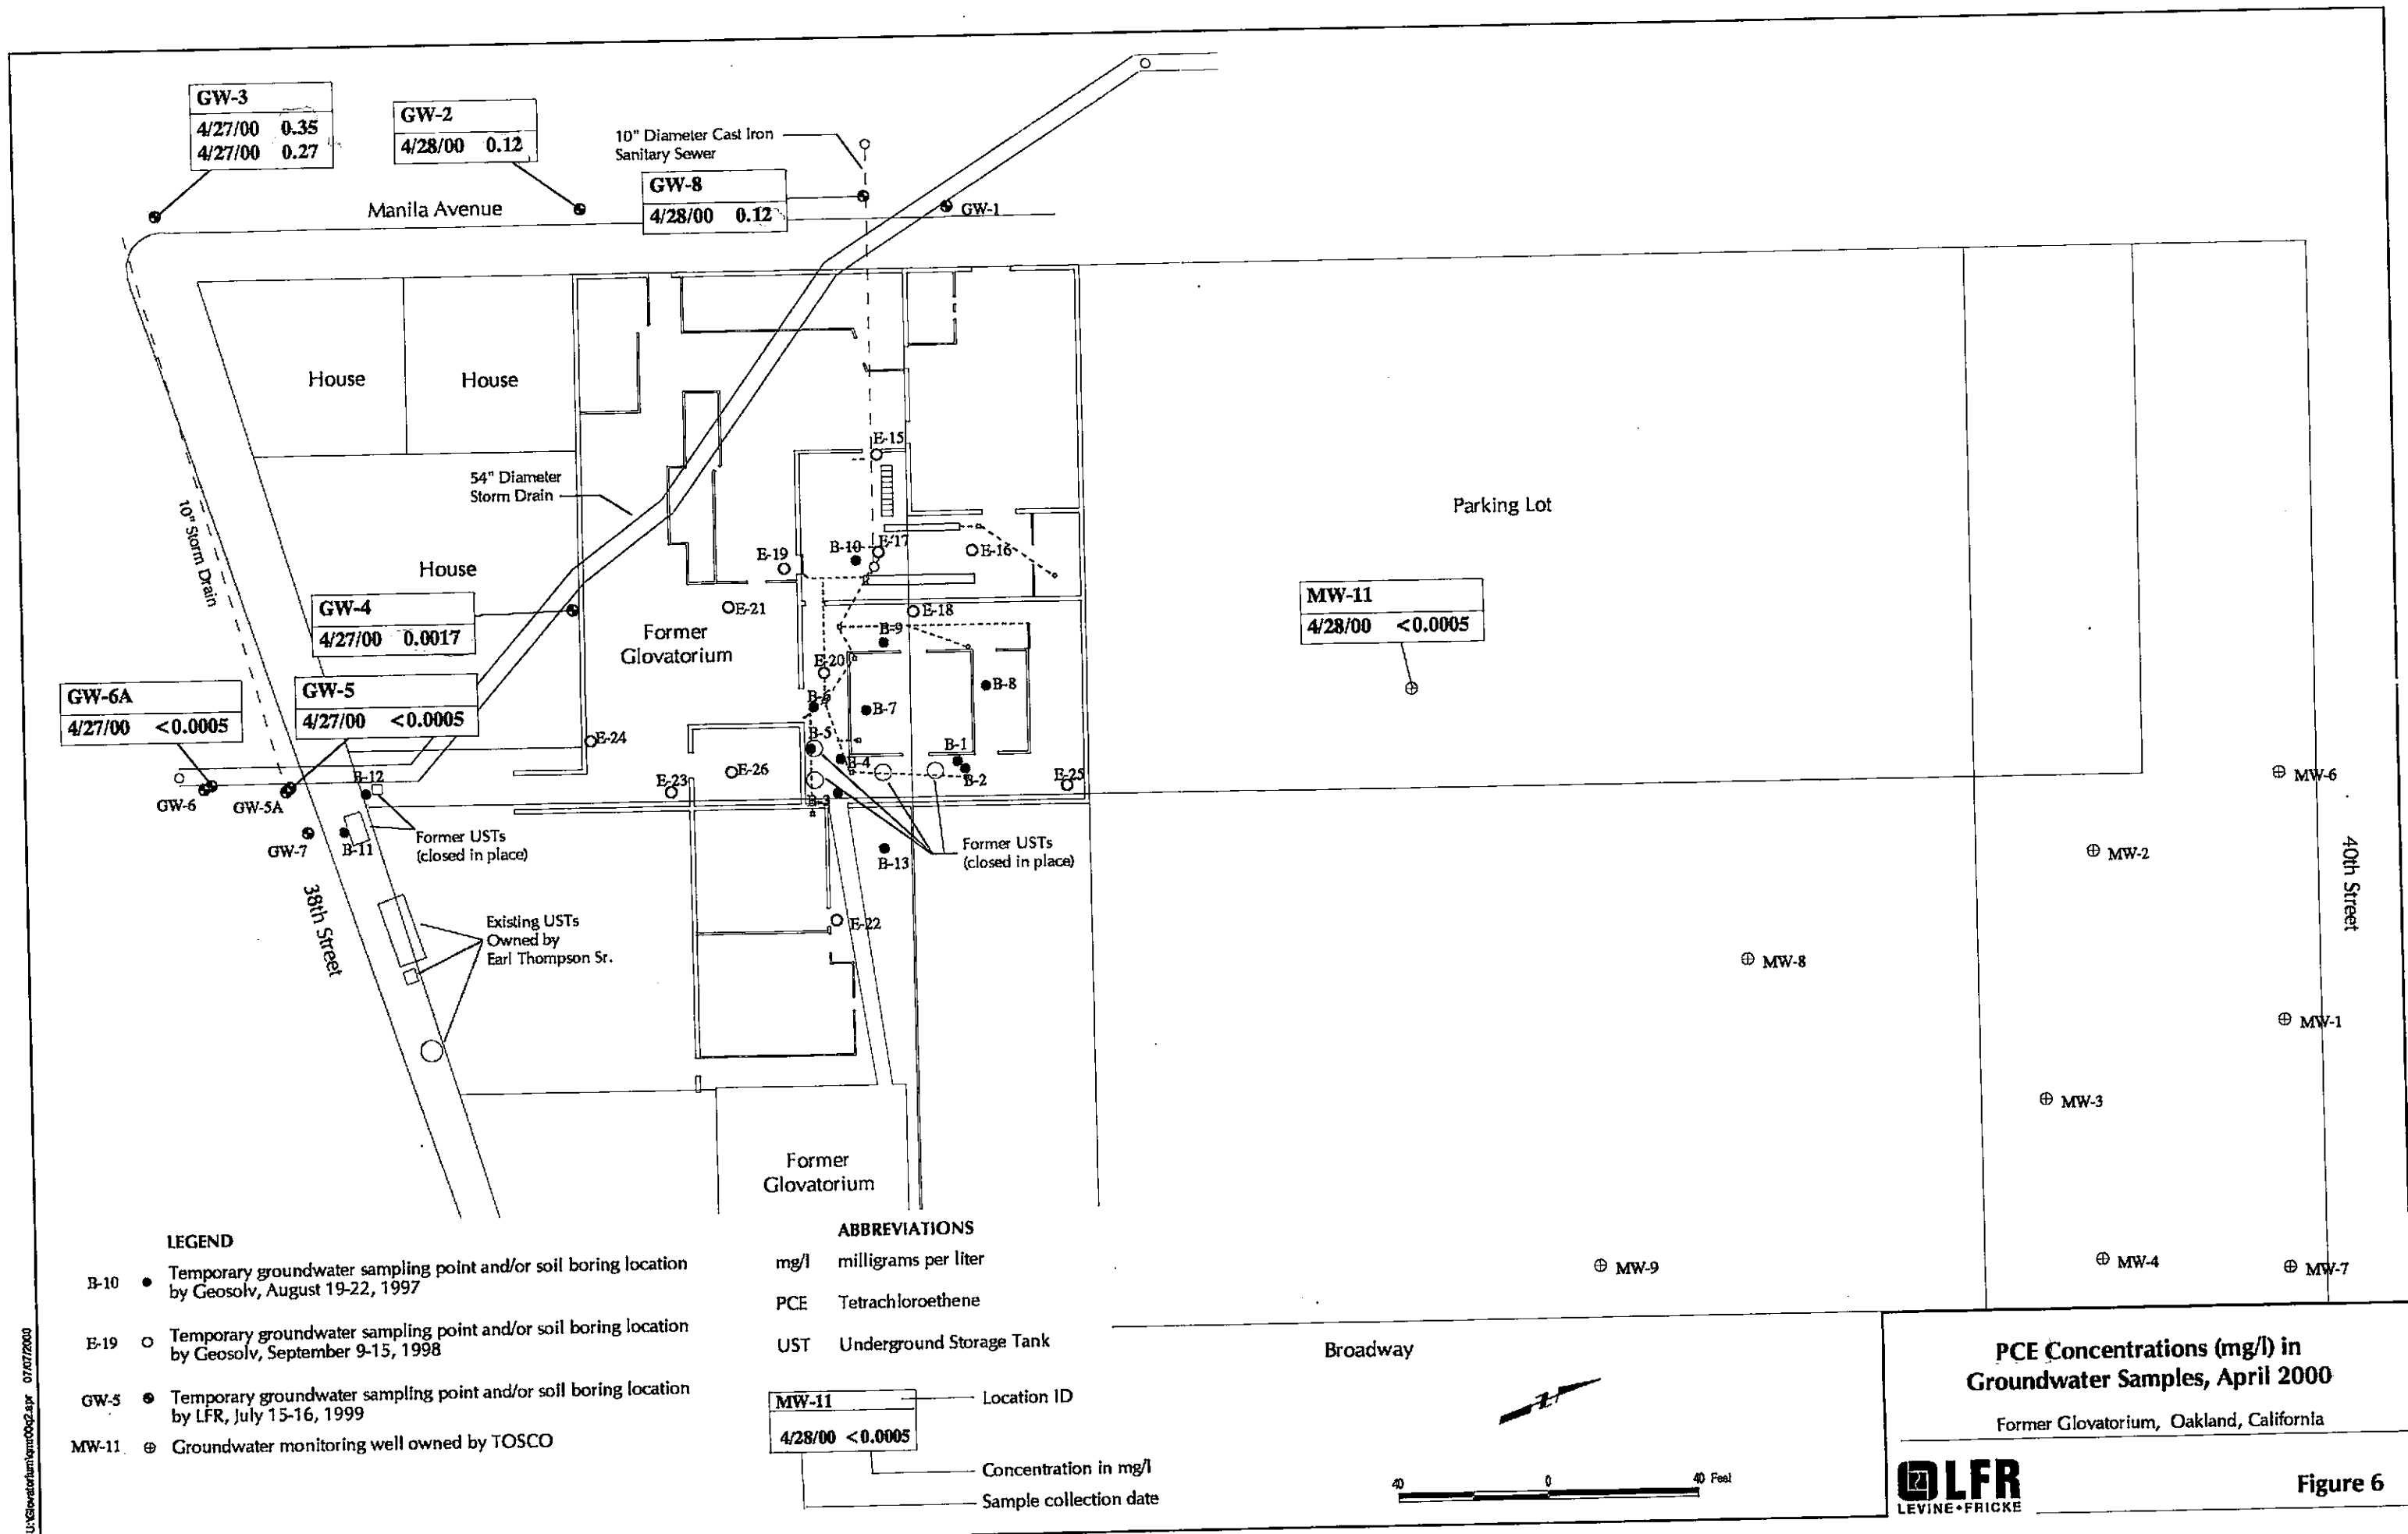 GW-3
4/27/00 0.35
4/27/00 0.27
GW-2
4/28/00 0.12
10" Diameter Cast Iron
Sanitary Sewer
GW-8
4/28/00 0.12
Manila Avenue
GW-1
House
House
E-15
54" Diameter
Storm Drain
10" Storm Drain
Parking Lot
E-19
B-10
E-17
E-16
House
MW-11
4/28/00 <0.0005
GW-4
4/27/00 0.0017
E-21
E-18
Former
Glovatorium
B-9
E-20
B-8
GW-6A
4/27/00 <0.0005
GW-5
4/27/00 <0.0005
B-6
B-7
E-24
B-5
B-1
B-4
B-2
E-26
E-23
E-25
MW-6
B-12
GW-6
GW-5A
GW-7
B-11
Former USTs
(closed in place)
Former USTs
(closed in place)
B-13
MW-2
40th Street
38th Street
Existing USTs
Owned by
Earl Thompson Sr.
E-22
MW-8
MW-1
MW-3
Former
Glovatorium
MW-9
MW-4
MW-7
LEGEND
B-10 Temporary groundwater sampling point and/or soil boring location
by Geosolv, August 19-22, 1997
E-19 Temporary groundwater sampling point and/or soil boring location
by Geosolv, September 9-15, 1998
GW-5 Temporary groundwater sampling point and/or soil boring location
by LFR, July 15-16, 1999
MW-11 Groundwater monitoring well owned by TOSCO
ABBREVIATIONS
mg/l milligrams per liter
PCE Tetrachloroethene
UST Underground Storage Tank
MW-11
4/28/00 <0.0005
Location ID
Concentration in mg/l
Sample collection date
Broadway
Z
40 0 40 Feet
PCE Concentrations (mg/l) in
Groundwater Samples, April 2000
Former Glovatorium, Oakland, California
LFR
LEVINE•FRICKE
Figure 6
07/07/2000